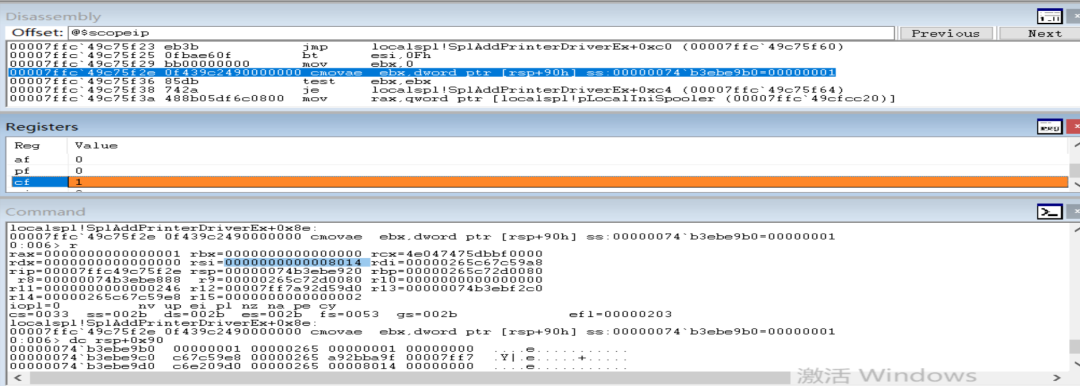 Disassembly
Offset: @$scopeip Previous Next
00007ffc`49c75f23 eb3b jmp localspl!SplAddPrinterDriverEx+0xc0 (00007ffc`49c75f60)
00007ffc`49c75f25 0fbae60f bt esi,0Fh
00007ffc`49c75f29 bb00000000 mov ebx,0
00007ffc`49c75f2e 0f439c2490000000 cmovae ebx,dword ptr [rsp+90h] ss:00000074`b3ebe9b0=00000001
00007ffc`49c75f36 85db test ebx,ebx
00007ffc`49c75f38 742a je localspl!SplAddPrinterDriverEx+0xc4 (00007ffc`49c75f64)
00007ffc`49c75f3a 488b05df6c0800 mov rax,qword ptr [localspl!pLocalIniSpooler (00007ffc`49cfcc20)]
Registers
Reg Value
af 0
pf 0
cf 1
Command
localspl!SplAddPrinterDriverEx+0x8e:
00007ffc`49c75f2e 0f439c2490000000 cmovae ebx,dword ptr [rsp+90h] ss:00000074`b3ebe9b0=00000001
0:006> r
rax=0000000000000001 rbx=0000000000000000 rcx=4e047475dbbf0000
rdx=0000000000000000 rsi=0000000000008014 rdi=00000265c67c59a8
rip=00007ffc49c75f2e rsp=00000074b3ebe920 rbp=00000265c72d0080
r8=00000074b3ebe888 r9=00000265c72d0080 r10=0000000000000000
r11=0000000000000246 r12=00007ff7a92d59d0 r13=00000074b3ebf2c0
r14=00000265c67c59e8 r15=0000000000000002
iopl=0 nv up ei pl nz na pe cy
cs=0033 ss=002b ds=002b es=002b fs=0053 gs=002b efl=00000203
localspl!SplAddPrinterDriverEx+0x8e:
00007ffc`49c75f2e 0f439c2490000000 cmovae ebx,dword ptr [rsp+90h] ss:00000074`b3ebe9b0=00000001
0:006> dc rsp+0x90
00000074`b3ebe9b0 00000001 00000265 00000001 00000000 ....e...........
00000074`b3ebe9c0 c67c59e8 00000265 a92bba9f 00007ff7 .Y|.e.....+.....
00000074`b3ebe9d0 c6e209d0 00000265 00008014 00000000 ....e...........
激活 Windows